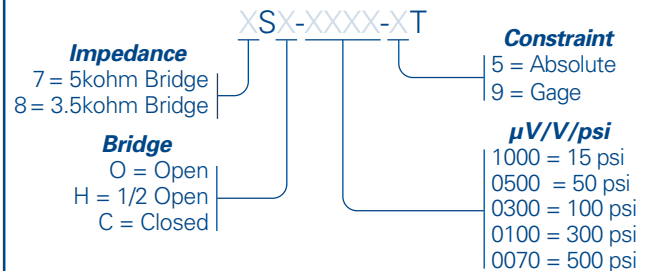 XSX-XXXX-XT
Impedance
7 = 5kohm Bridge
8 = 3.5kohm Bridge
Bridge
O = Open
H = 1/2 Open
C = Closed
Constraint
5 = Absolute
9 = Gage
µV/V/psi
1000 = 15 psi
0500 = 50 psi
0300 = 100 psi
0100 = 300 psi
0070 = 500 psi